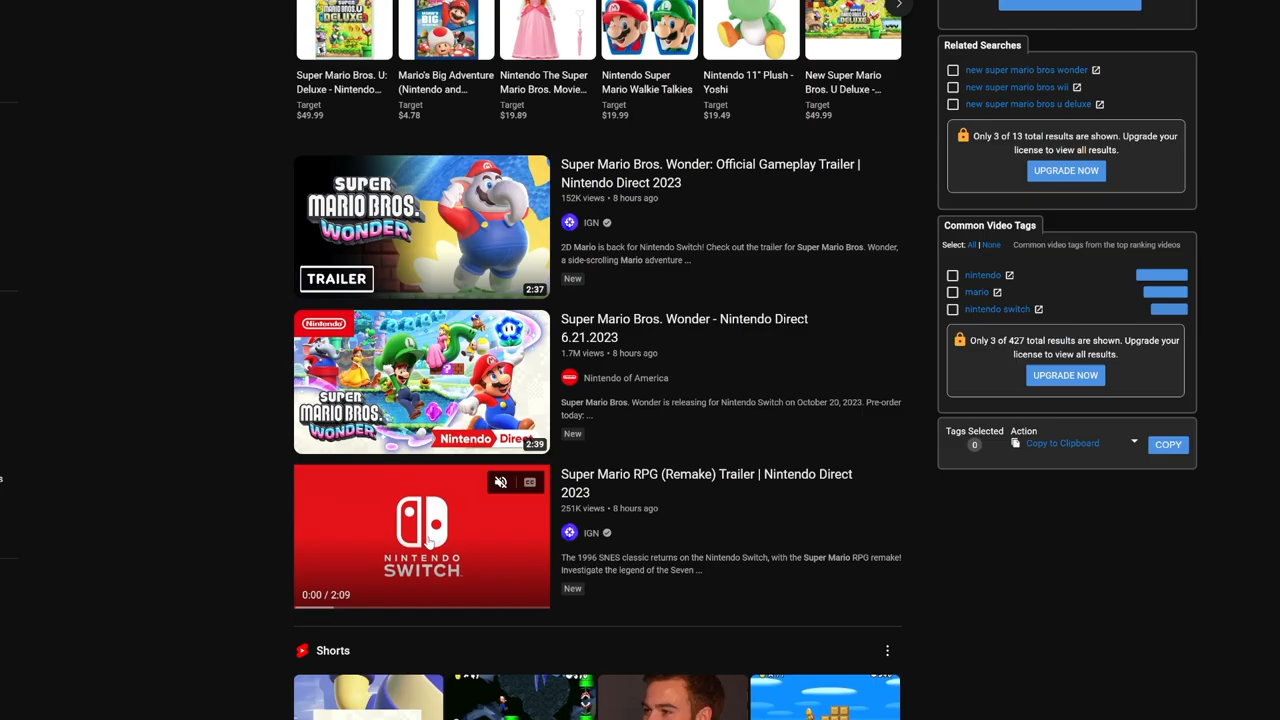 Super Mario Bros. U:
Deluxe - Nintendo...
Target
$49.99
Mario's Big Adventure
(Nintendo and...
Target
$4.78
Nintendo The Super
Mario Bros. Movie...
Target
$19.89
Nintendo Super
Mario Walkie Talkies
Target
$19.99
Nintendo 11" Plush -
Yoshi
Target
$19.49
New Super Mario
Bros. U Deluxe -...
Target
$49.99
SUPER
MARIO BROS.
WONDER
TRAILER
2:37
Super Mario Bros. Wonder: Official Gameplay Trailer |
Nintendo Direct 2023
152K views • 8 hours ago
IGN
2D Mario is back for Nintendo Switch! Check out the trailer for Super Mario Bros. Wonder,
a side-scrolling Mario adventure ...
New
Nintendo
SUPER
MARIO BROS.
WONDER
Nintendo Direct
2:39
Super Mario Bros. Wonder - Nintendo Direct
6.21.2023
1.7M views • 8 hours ago
Nintendo of America
Super Mario Bros. Wonder is releasing for Nintendo Switch on October 20, 2023. Pre-order
today: ...
New
CC
NINTENDO
SWITCH
0:00 / 2:09
Super Mario RPG (Remake) Trailer | Nintendo Direct
2023
251K views • 8 hours ago
IGN
The 1996 SNES classic returns on the Nintendo Switch, with the Super Mario RPG remake!
Investigate the legend of the Seven ...
New
Shorts
Related Searches
new super mario bros wonder
new super mario bros wii
new super mario bros u deluxe
Only 3 of 13 total results are shown. Upgrade your
license to view all results.
UPGRADE NOW
Common Video Tags
Select: All | None Common video tags from the top ranking videos
nintendo
mario
nintendo switch
Only 3 of 427 total results are shown. Upgrade your
license to view all results.
UPGRADE NOW
Tags Selected
0
Action
Copy to Clipboard
COPY